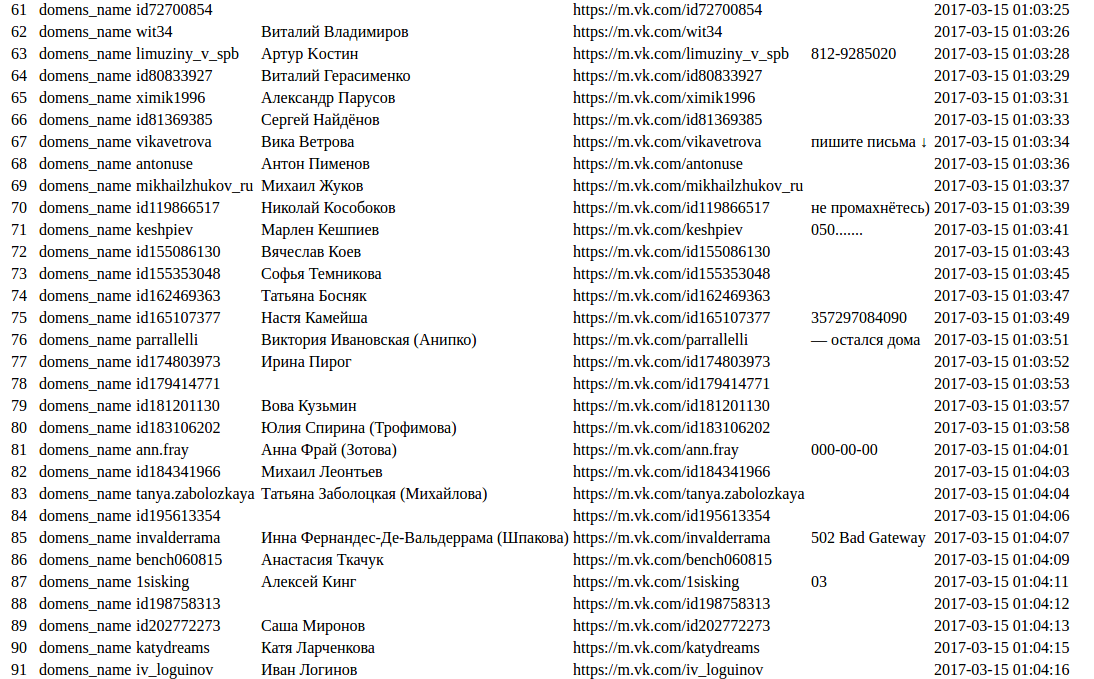 61 domens_name id72700854 https://m.vk.com/id72700854 2017-03-15 01:03:25
62 domens_name wit34 Виталий Владимиров https://m.vk.com/wit34 2017-03-15 01:03:26
63 domens_name limuziny_v_spb Артур Костин https://m.vk.com/limuziny_v_spb 812-9285020 2017-03-15 01:03:28
64 domens_name id80833927 Виталий Герасименко https://m.vk.com/id80833927 2017-03-15 01:03:29
65 domens_name ximik1996 Александр Парусов https://m.vk.com/ximik1996 2017-03-15 01:03:31
66 domens_name id81369385 Сергей Найдёнов https://m.vk.com/id81369385 2017-03-15 01:03:33
67 domens_name vikavetrova Вика Ветрова https://m.vk.com/vikavetrova пишите письма ↓ 2017-03-15 01:03:34
68 domens_name antonuse Антон Пименов https://m.vk.com/antonuse 2017-03-15 01:03:36
69 domens_name mikhailzhukov_ru Михаил Жуков https://m.vk.com/mikhailzhukov_ru 2017-03-15 01:03:37
70 domens_name id119866517 Николай Кособоков https://m.vk.com/id119866517 не промахнётесь) 2017-03-15 01:03:39
71 domens_name keshpiev Марлен Кешпиев https://m.vk.com/keshpiev 050....... 2017-03-15 01:03:41
72 domens_name id155086130 Вячеслав Коев https://m.vk.com/id155086130 2017-03-15 01:03:43
73 domens_name id155353048 Софья Темникова https://m.vk.com/id155353048 2017-03-15 01:03:45
74 domens_name id162469363 Татьяна Босняк https://m.vk.com/id162469363 2017-03-15 01:03:47
75 domens_name id165107377 Настя Камейша https://m.vk.com/id165107377 357297084090 2017-03-15 01:03:49
76 domens_name parrallelli Виктория Ивановская (Анипко) https://m.vk.com/parrallelli — остался дома 2017-03-15 01:03:51
77 domens_name id174803973 Ирина Пирог https://m.vk.com/id174803973 2017-03-15 01:03:52
78 domens_name id179414771 https://m.vk.com/id179414771 2017-03-15 01:03:53
79 domens_name id181201130 Вова Кузьмин https://m.vk.com/id181201130 2017-03-15 01:03:57
80 domens_name id183106202 Юлия Спирина (Трофимова) https://m.vk.com/id183106202 2017-03-15 01:03:58
81 domens_name ann.fray Анна Фрай (Зотова) https://m.vk.com/ann.fray 000-00-00 2017-03-15 01:04:01
82 domens_name id184341966 Михаил Леонтьев https://m.vk.com/id184341966 2017-03-15 01:04:03
83 domens_name tanya.zabolozkaya Татьяна Заболоцкая (Михайлова) https://m.vk.com/tanya.zabolozkaya 2017-03-15 01:04:04
84 domens_name id195613354 https://m.vk.com/id195613354 2017-03-15 01:04:06
85 domens_name invalderrama Инна Фернандес-Де-Вальдеррама (Шпакова) https://m.vk.com/invalderrama 502 Bad Gateway 2017-03-15 01:04:07
86 domens_name bench060815 Анастасия Ткачук https://m.vk.com/bench060815 2017-03-15 01:04:09
87 domens_name 1sisking Алексей Кинг https://m.vk.com/1sisking 03 2017-03-15 01:04:11
88 domens_name id198758313 https://m.vk.com/id198758313 2017-03-15 01:04:12
89 domens_name id202772273 Саша Миронов https://m.vk.com/id202772273 2017-03-15 01:04:13
90 domens_name katydreams Катя Ларченкова https://m.vk.com/katydreams 2017-03-15 01:04:15
91 domens_name iv_loguinov Иван Логинов https://m.vk.com/iv_loguinov 2017-03-15 01:04:16